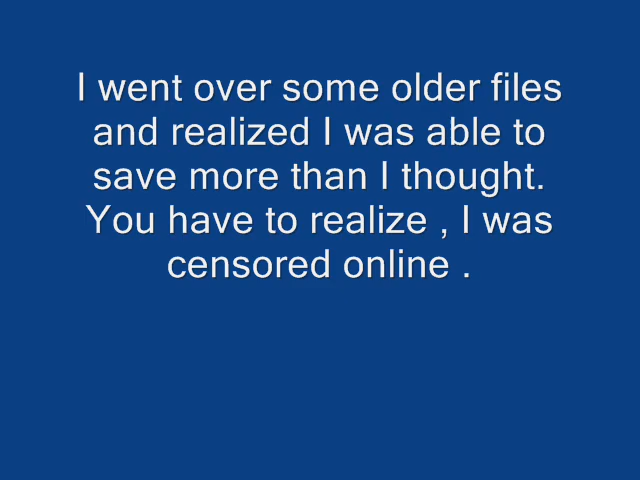 I went over some older files
and realized I was able to
save more than I thought.
You have to realize , I was
censored online .